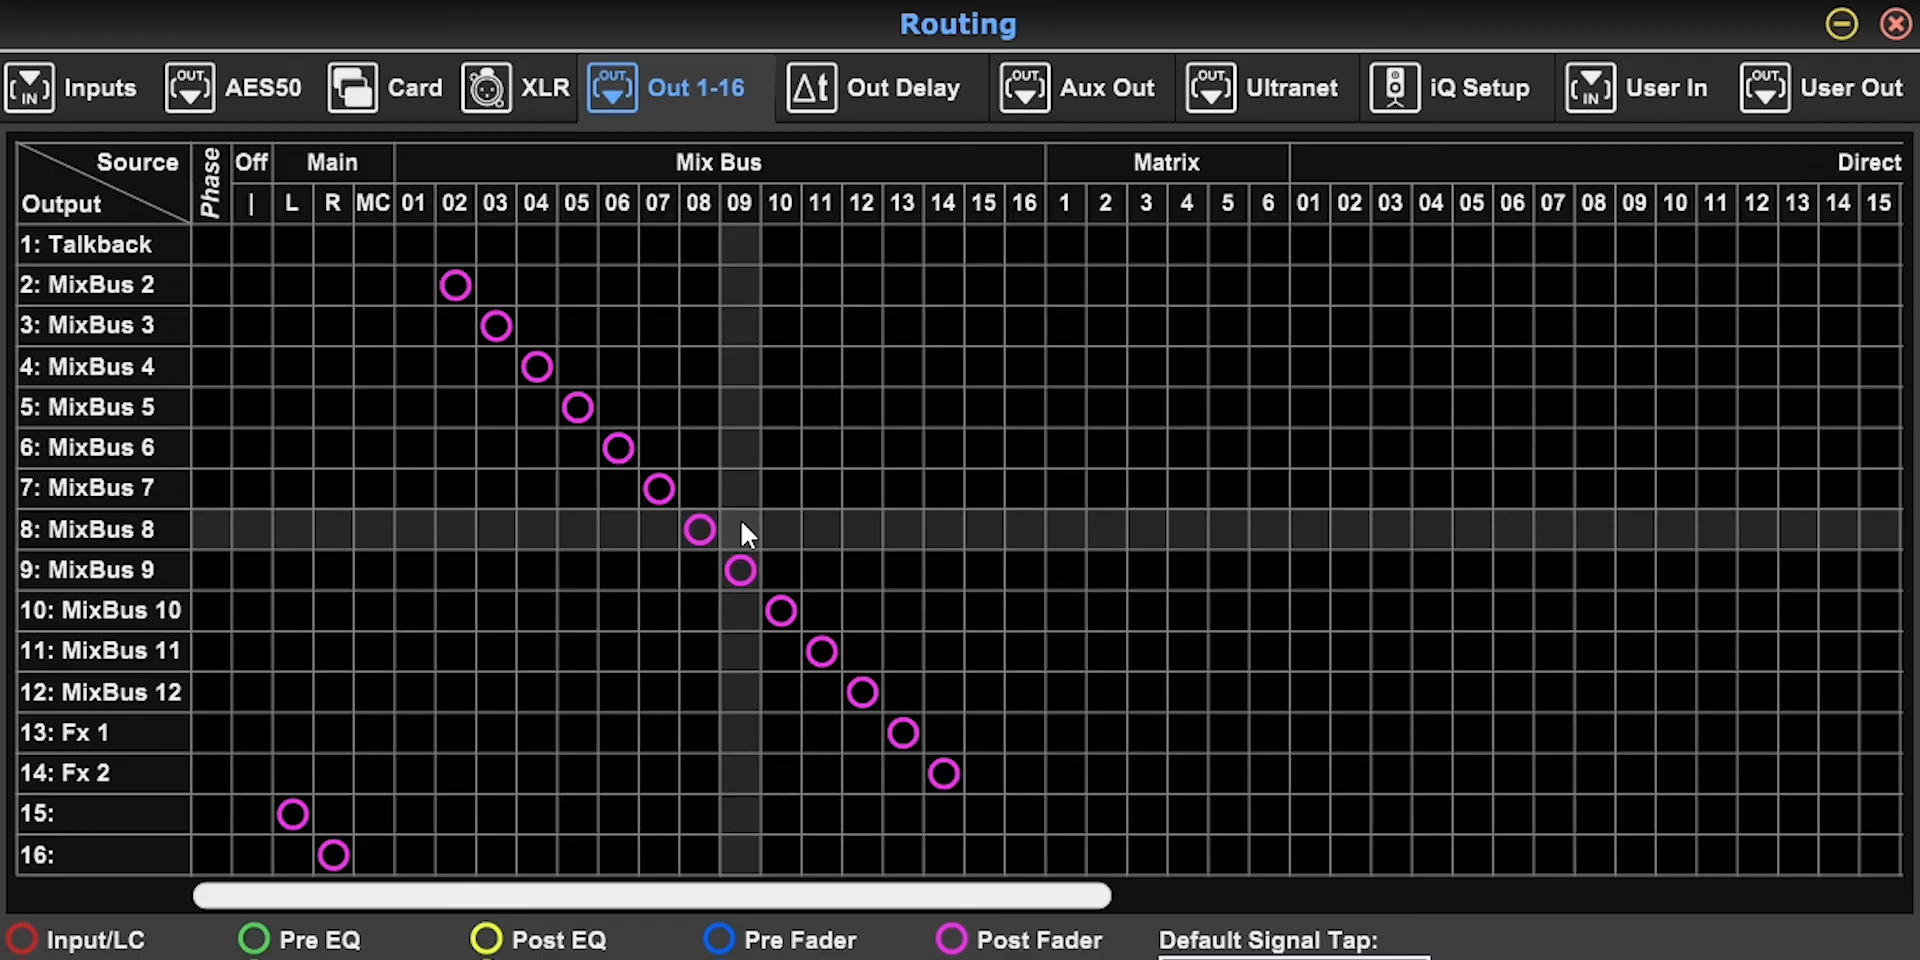 Routing
Inputs AES50 Card XLR Out 1-16 Out Delay Aux Out Ultranet iQ Setup User In User Out
Source Phase Off Main Mix Bus Matrix Direct
Output | L R MC 01 02 03 04 05 06 07 08 09 10 11 12 13 14 15 16 1 2 3 4 5 6 01 02 03 04 05 06 07 08 09 10 11 12 13 14 15
1: Talkback
2: MixBus 2
3: MixBus 3
4: MixBus 4
5: MixBus 5
6: MixBus 6
7: MixBus 7
8: MixBus 8
9: MixBus 9
10: MixBus 10
11: MixBus 11
12: MixBus 12
13: Fx 1
14: Fx 2
15:
16:
Input/LC Pre EQ Post EQ Pre Fader Post Fader Default Signal Tap: